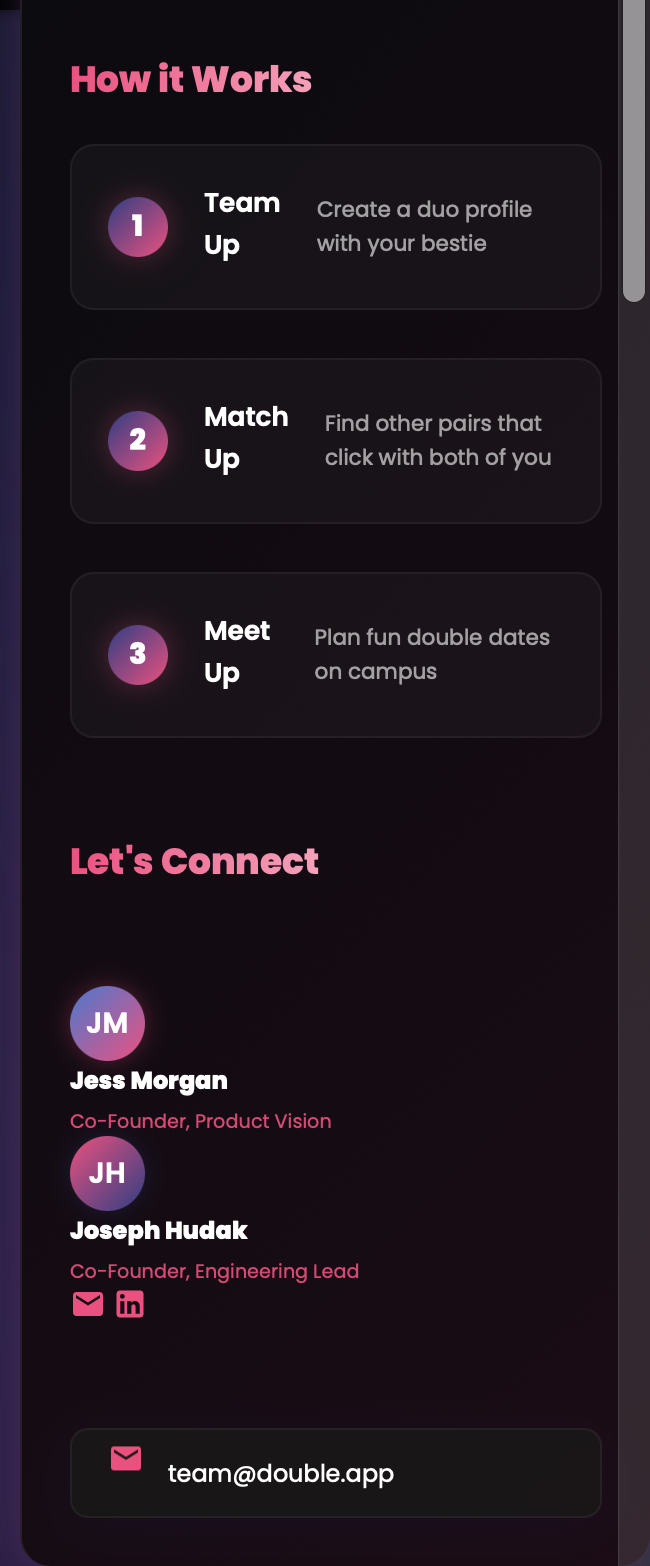 How it Works
1
Team
Up
Create a duo profile
with your bestie
2
Match
Up
Find other pairs that
click with both of you
3
Meet
Up
Plan fun double dates
on campus
Let's Connect
JM
Jess Morgan
Co-Founder, Product Vision
JH
Joseph Hudak
Co-Founder, Engineering Lead
in
team@double.app